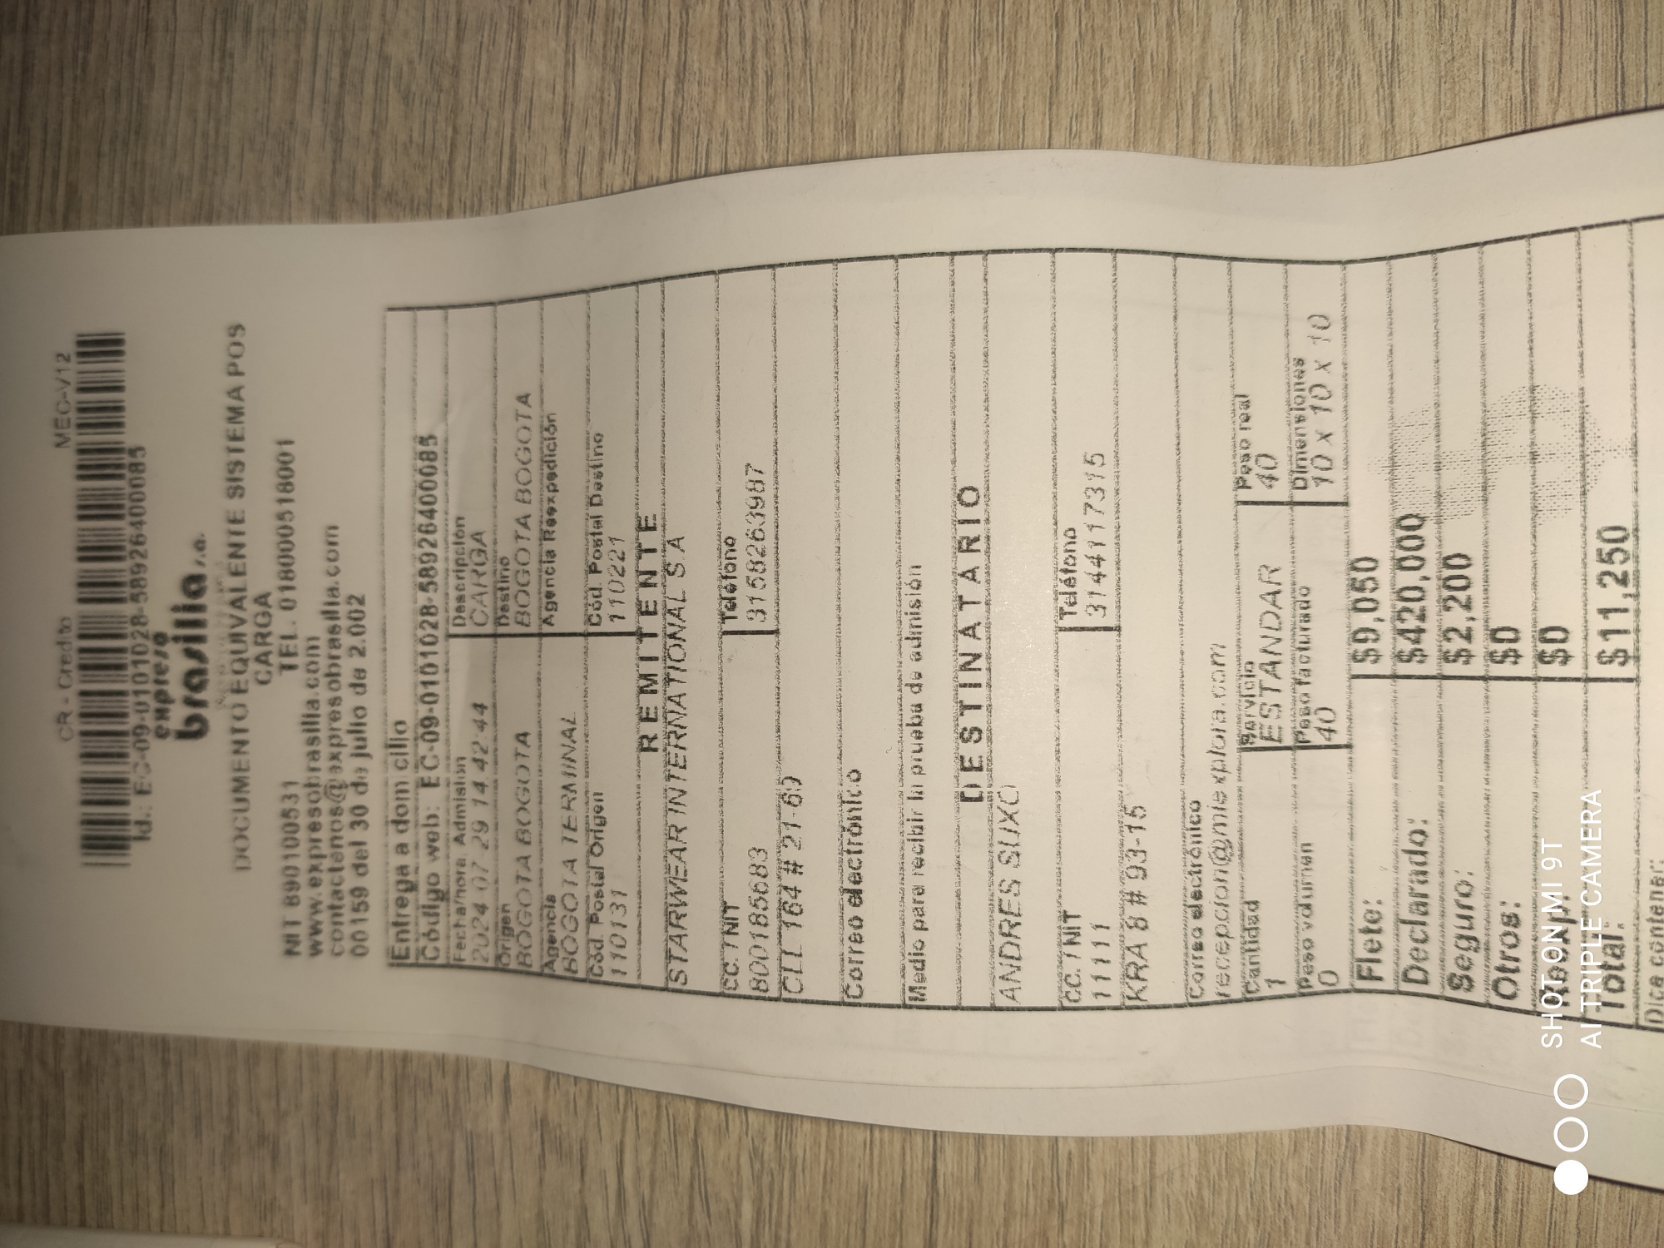 CR - Credito MEC-V12
Id.: EC-09-0101028-5892640085
expreso
brasilia s.a.
DOCUMENTO EQUIVALENTE SISTEMA POS
CARGA
NIT 890100531 TEL. 018000518001
www.expresobrasilia.com
contactenos@expresobrasilia.com
00159 del 30 de julio de 2.002
Entrega a domicilio
Código web: EC-09-0101028-5892640085
Fecha/hora Admisión Descripción
2024 07 29 14 42 44 CARGA
Origen Destino
BOGOTA BOGOTA BOGOTA BOGOTA
Agencia Agencia Reexpedición
BOGOTA TERMINAL
Cód. Postal Origen Cód. Postal Destino
110131 110221
REMITENTE
STARWEAR INTERNATIONAL S.A
CC. / NIT Teléfono
800185683 3158263987
CLL 164 # 21-60
Correo electrónico
Medio para recibir la prueba de admisión
DESTINATARIO
ANDRES SUXO
CC. / NIT Teléfono
11111 3144117315
KRA 8 # 93-15
Correo electrónico
recepcion@mlexplora.com
Cantidad Servicio Peso real
1 ESTANDAR 40
Peso volumen Peso facturado Dimensiones
0 40 10 x 10 x 10
Flete: $9,050
Declarado: $420,000
Seguro: $2,200
Otros: $0
Reexp.: $0
Total: $11,250
Dice contener:
SHOT ON MI 9T
AI TRIPLE CAMERA